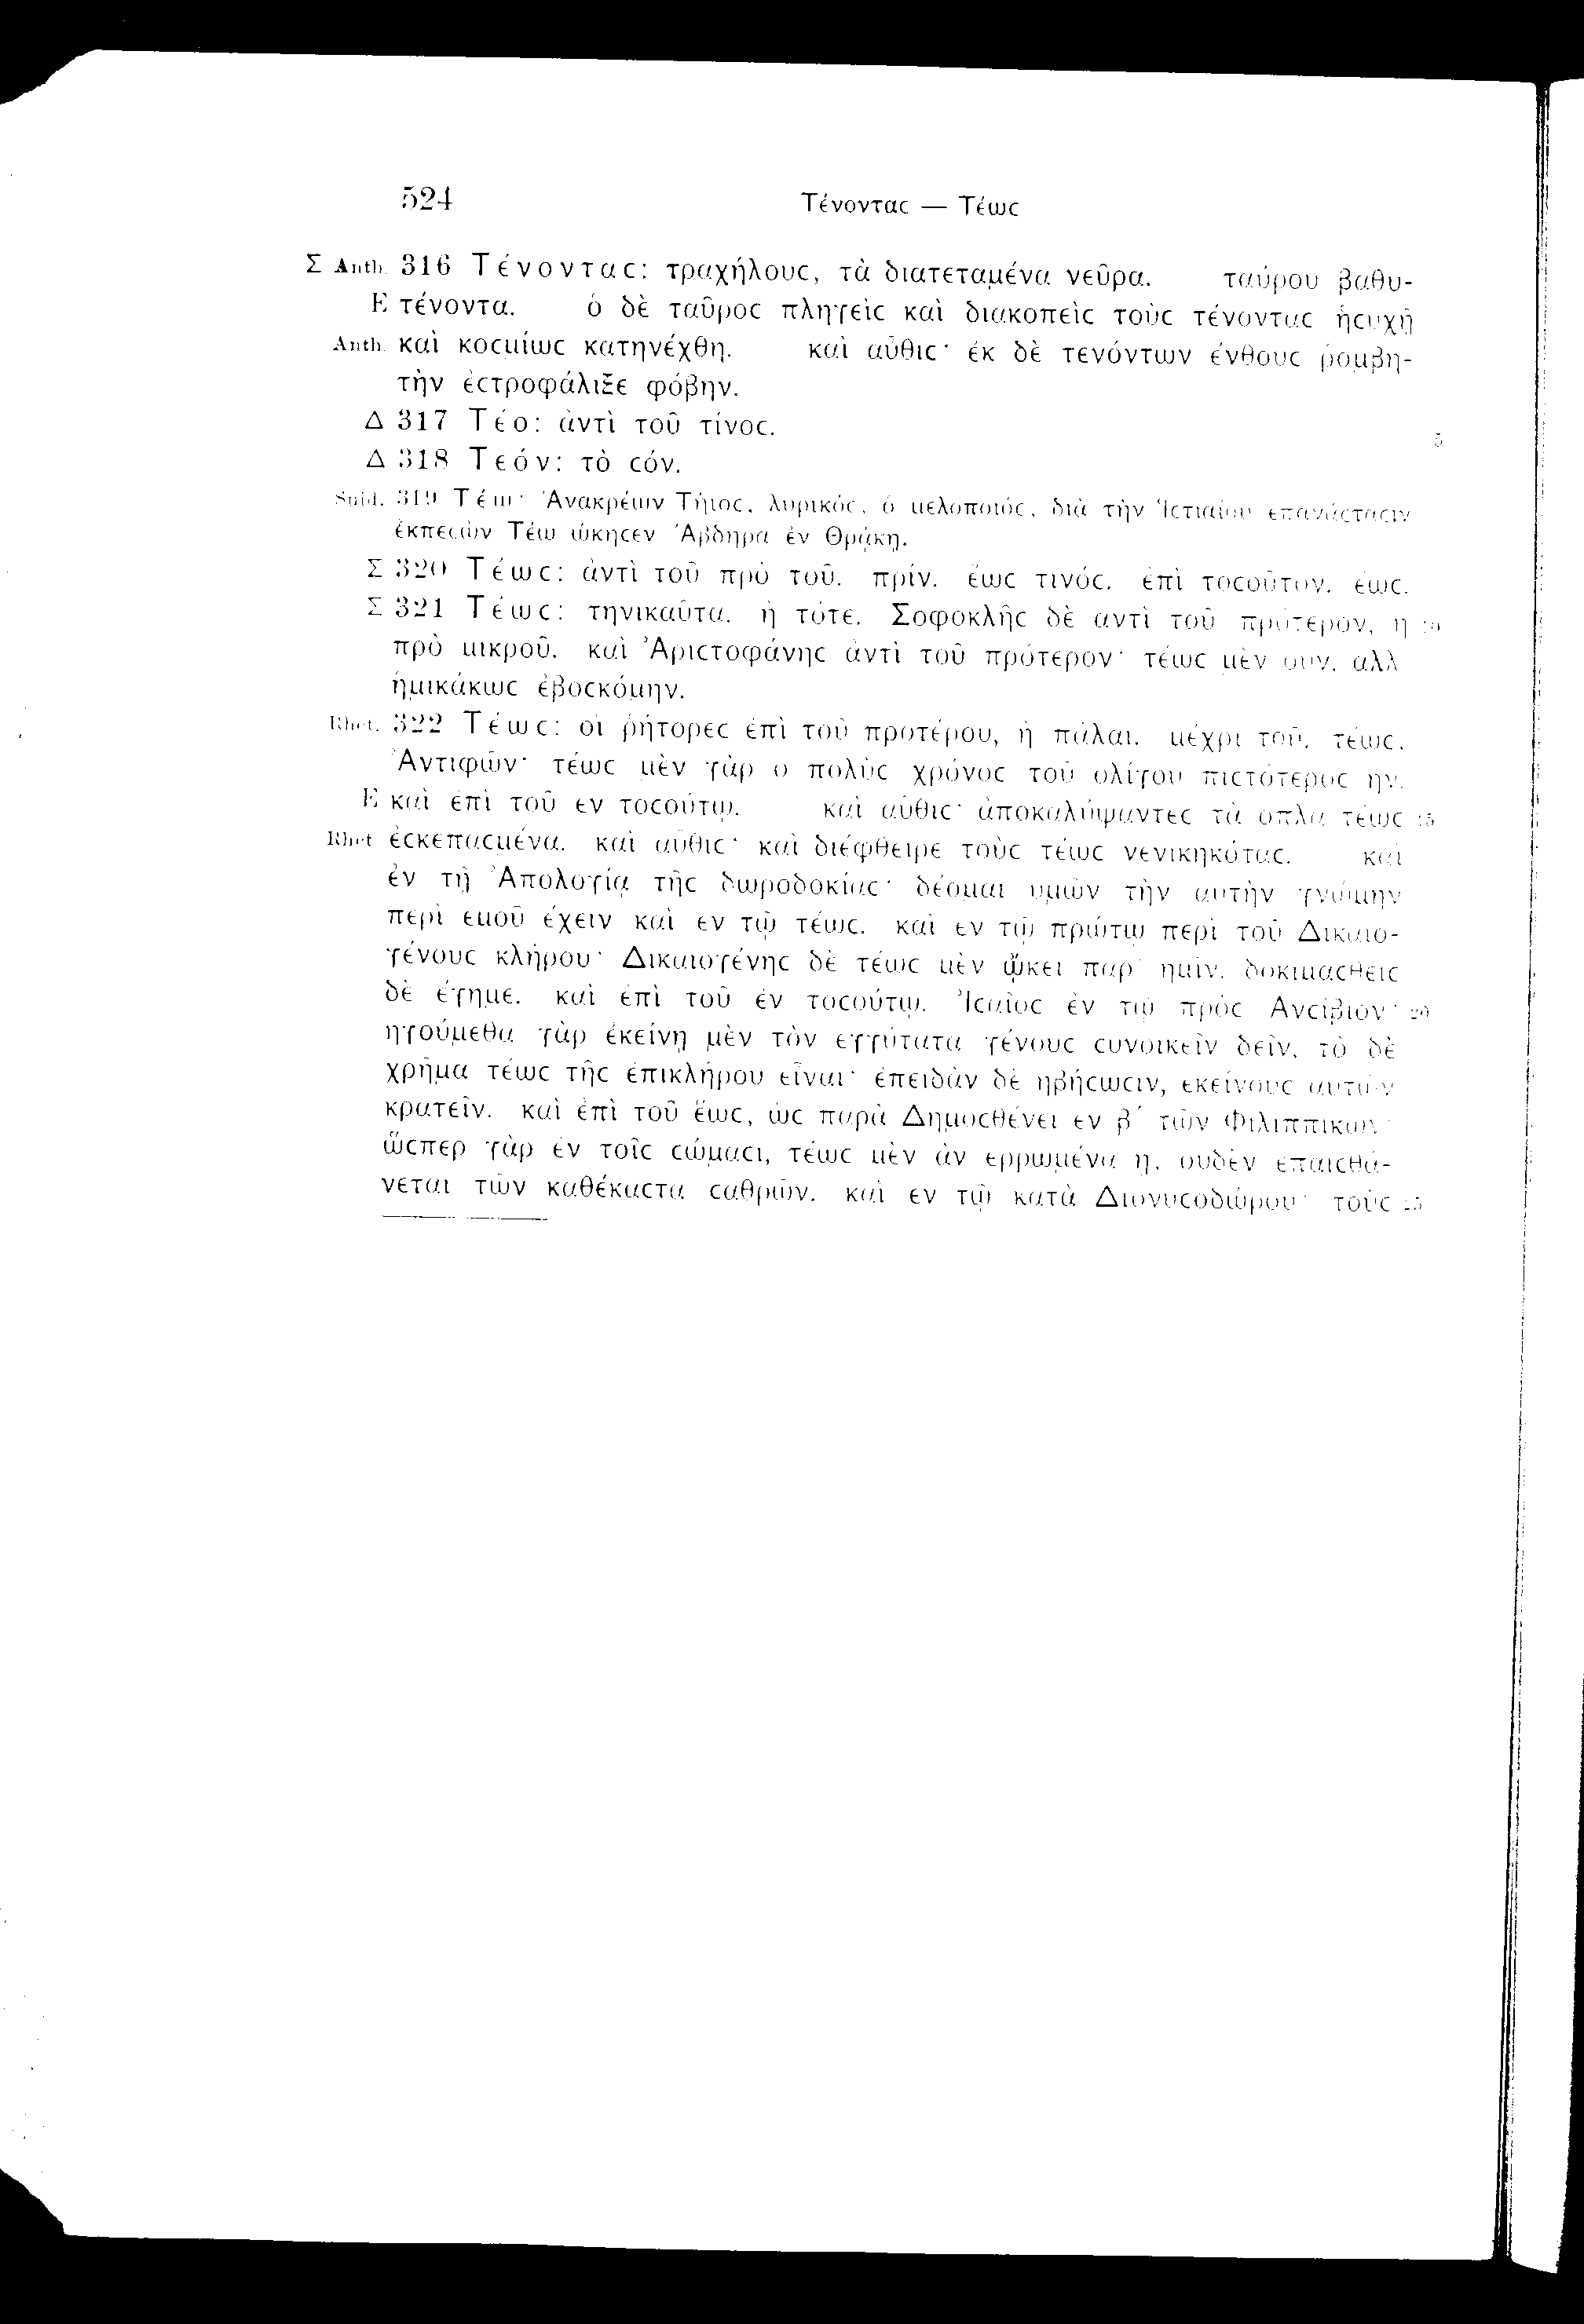 524 Τένονταϲ — Τέωϲ
Σ Anth. 316 Τένονταϲ: τραχήλουϲ, τὰ διατεταμένα νεῦρα. ταύρου βαθυ-
E τένοντα. ὁ δὲ ταῦροϲ πληγεὶϲ καὶ διακοπεὶϲ τοὺϲ τένονταϲ ἡϲυχῆ
Anth. καὶ κοϲμίωϲ κατηνέχθη. καὶ αὖθιϲ· ἐκ δὲ τενόντων ἔνθουϲ ῥομβη-
τὴν ἐϲτροφάλιξε φόβην.
Δ 317 Τέο: ἀντὶ τοῦ τίνοϲ. 5
Δ 318 Τεόν: τὸ ϲόν.
Suid. 319 Τέῳ· Ἀνακρέων Τήϊοϲ, λυρικόϲ, ὁ μελοποιόϲ, διὰ τὴν Ἱϲτιαίου ἐπανάϲταϲιν
ἐκπεϲὼν Τέω ᾤκηϲεν Ἄβδηρα ἐν Θρᾴκῃ.
Σ 320 Τέωϲ: ἀντὶ τοῦ πρὸ τοῦ. πρίν. ἕωϲ τινόϲ. ἐπὶ τοϲοῦτον. ἕωϲ.
Σ 321 Τέωϲ: τηνικαῦτα. ἢ τότε. Σοφοκλῆϲ δὲ ἀντὶ τοῦ πρότερον, ἢ 10
πρὸ μικροῦ. καὶ Ἀριϲτοφάνηϲ ἀντὶ τοῦ πρότερον· τέωϲ μὲν οὖν, ἀλλ'
ἡμικάκωϲ ἐβοϲκόμην.
Rhet. 322 Τέωϲ: οἱ ῥήτορεϲ ἐπὶ τοῦ προτέρου, ἢ πάλαι. μέχρι τοῦ, τέωϲ.
Ἀντιφῶν· τέωϲ μὲν γὰρ ὁ πολὺϲ χρόνοϲ τοῦ ὀλίγου πιϲτότεροϲ ἦν.
E καὶ ἐπὶ τοῦ ἐν τοϲούτῳ. καὶ αὖθιϲ· ἀποκαλύψαντεϲ τὰ ὅπλα τέωϲ 15
Rhet ἐϲκεπαϲμένα. καὶ αὖθιϲ· καὶ διέφθειρε τοὺϲ τέωϲ νενικηκόταϲ. καὶ
ἐν τῇ Ἀπολογίᾳ τῆϲ δωροδοκίαϲ· δέομαι ὑμῶν τὴν αὐτὴν γνώμην
περὶ ἐμοῦ ἔχειν καὶ ἐν τῷ τέωϲ. καὶ ἐν τῷ πρώτῳ περὶ τοῦ Δικαιο-
γένουϲ κλήρου· Δικαιογένηϲ δὲ τέωϲ μὲν ᾤκει παρ' ἡμῖν, δοκιμαϲθεὶϲ
δὲ ἔγημε. καὶ ἐπὶ τοῦ ἐν τοϲούτῳ. Ἰϲαῖοϲ ἐν τῷ πρὸϲ Λυϲίβιον· 20
ἡγούμεθα γὰρ ἐκείνῃ μὲν τὸν ἐγγύτατα γένουϲ ϲυνοικεῖν δεῖν, τὸ δὲ
χρῆμα τέωϲ τῆϲ ἐπικλήρου εἶναι· ἐπειδὰν δὲ ἡβήϲωϲιν, ἐκείνουϲ αὐτῶν
κρατεῖν. καὶ ἐπὶ τοῦ ἕωϲ, ὡϲ παρὰ Δημοϲθένει ἐν β΄ τῶν Φιλιππικῶν·
ὥϲπερ γὰρ ἐν τοῖϲ ϲώμαϲι, τέωϲ μὲν ἂν ἐρρωμένα ᾖ, οὐδὲν ἐπαιϲθά-
νεται τῶν καθέκαϲτα ϲαθρῶν. καὶ ἐν τῷ κατὰ Διονυϲοδώρου· τοὺϲ 25